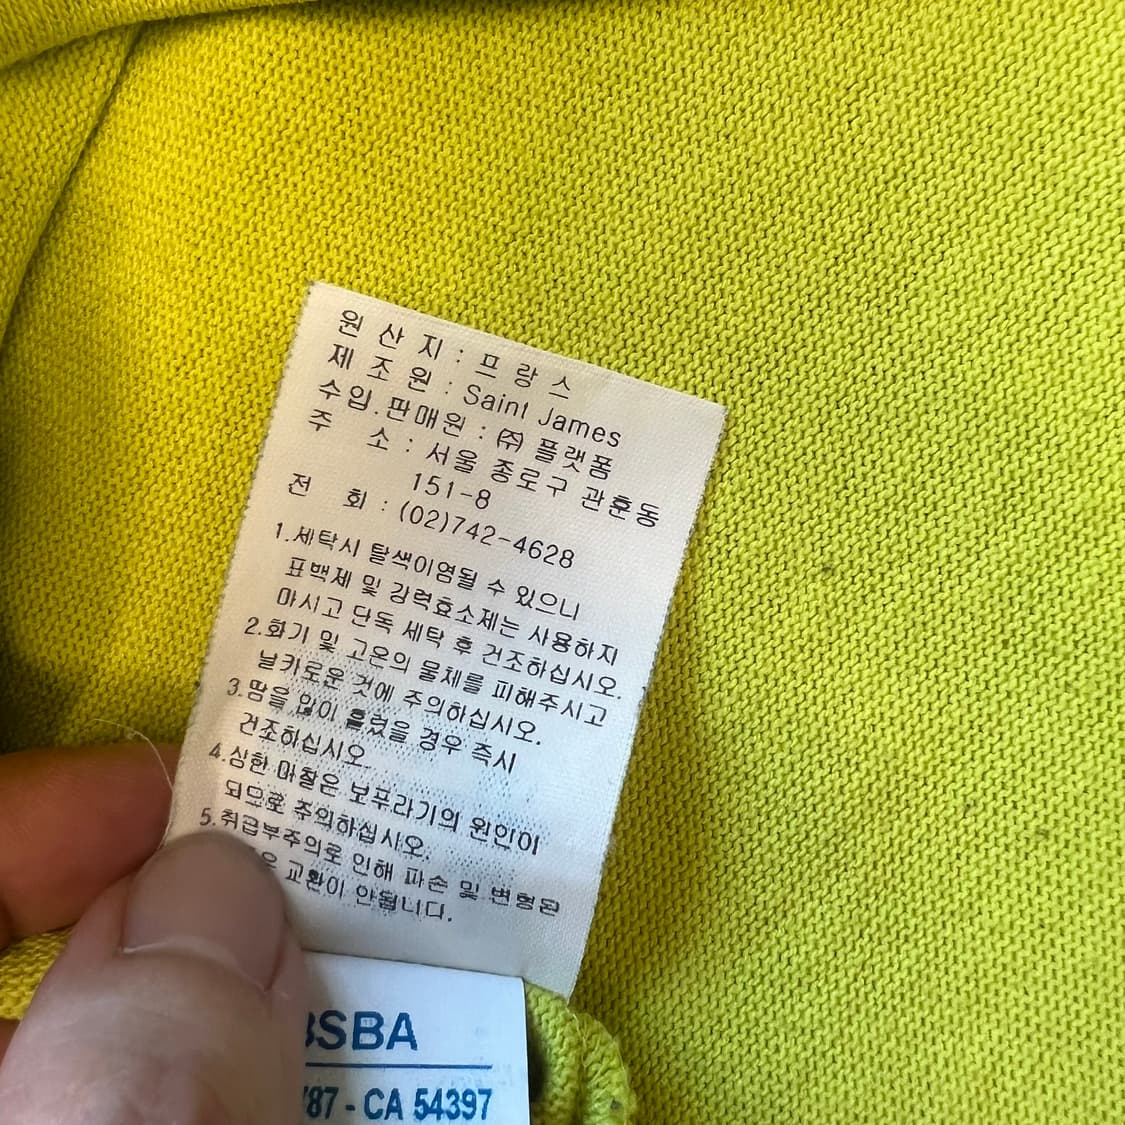 원 산 지 : 프 랑 스
제 조 원 : Saint James
수입.판매원 : ㈜ 플랫폼
주 소 : 서울 종로구 관훈동
151-8
전 화 : (02)742-4628
1.세탁시 탈색이염될 수 있으니
표백제 및 강력효소제는 사용하지
마시고 단독 세탁 후 건조하십시오.
2.화기 및 고온의 물체를 피해주시고
날카로운 것에 주의하십시오.
3.땀을 많이 흘렸을 경우 즉시
건조하십시오.
4.심한 마찰은 보푸라기의 원인이
되므로 주의하십시오.
5.취급부주의로 인해 파손 및 변형된
교환이 안됩니다.
SBA
87 - CA 54397